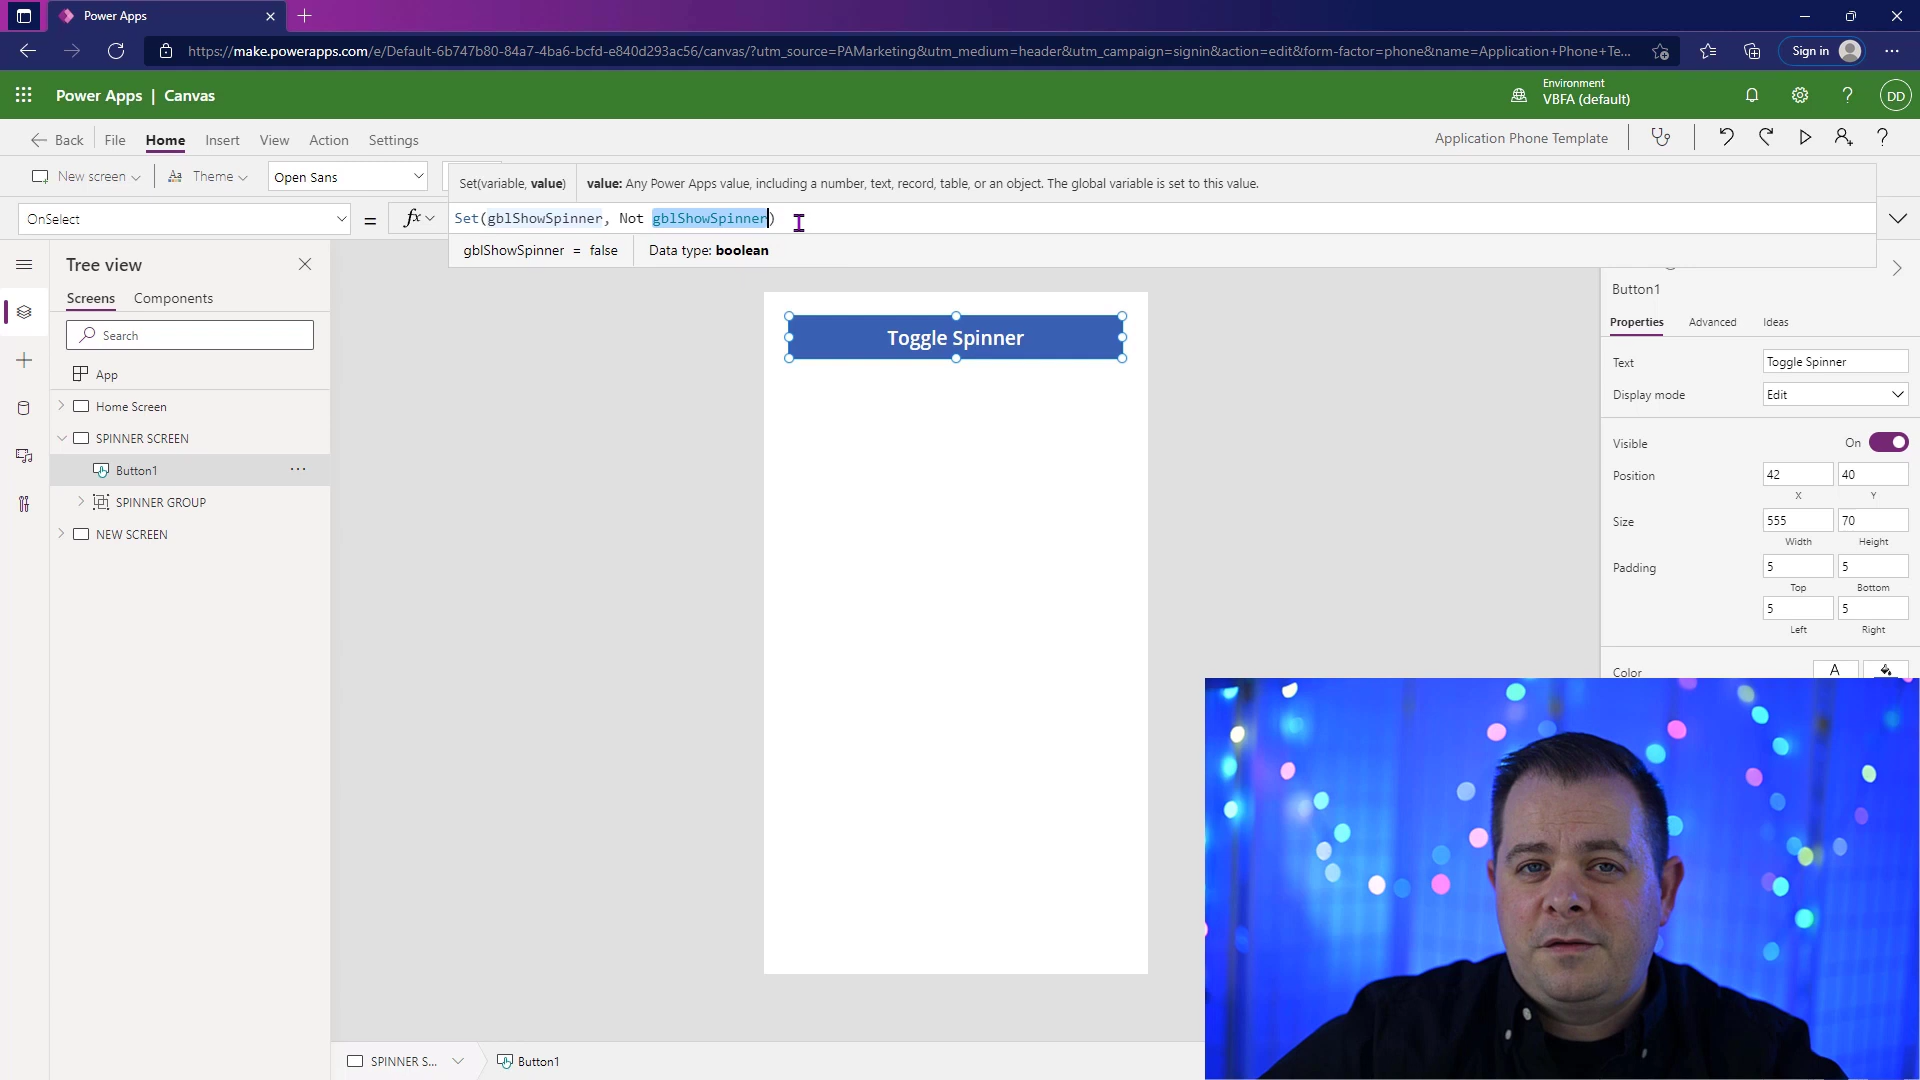 Power Apps
https://make.powerapps.com/e/Default-6b747b80-84a7-4ba6-bcfd-e840d293ac56/canvas/?utm_source=PAMarketing&utm_medium=header&utm_campaign=signin&action=edit&form-factor=phone&name=Application+Phone+Te...
Sign in
Power Apps | Canvas
Environment
VBFA (default)
DD
Back
File
Home
Insert
View
Action
Settings
Application Phone Template
New screen
Theme
Open Sans
Set(variable, value)
value: Any Power Apps value, including a number, text, record, table, or an object. The global variable is set to this value.
OnSelect
=
fx
Set(gblShowSpinner, Not gblShowSpinner)
gblShowSpinner = false
Data type: boolean
Tree view
Screens
Components
Search
App
Home Screen
SPINNER SCREEN
Button1
SPINNER GROUP
NEW SCREEN
Toggle Spinner
Button1
Properties
Advanced
Ideas
Text
Toggle Spinner
Display mode
Edit
Visible
On
Position
42
40
X
Y
Size
555
70
Width
Height
Padding
5
5
Top
Bottom
5
5
Left
Right
Color
A
SPINNER S...
Button1